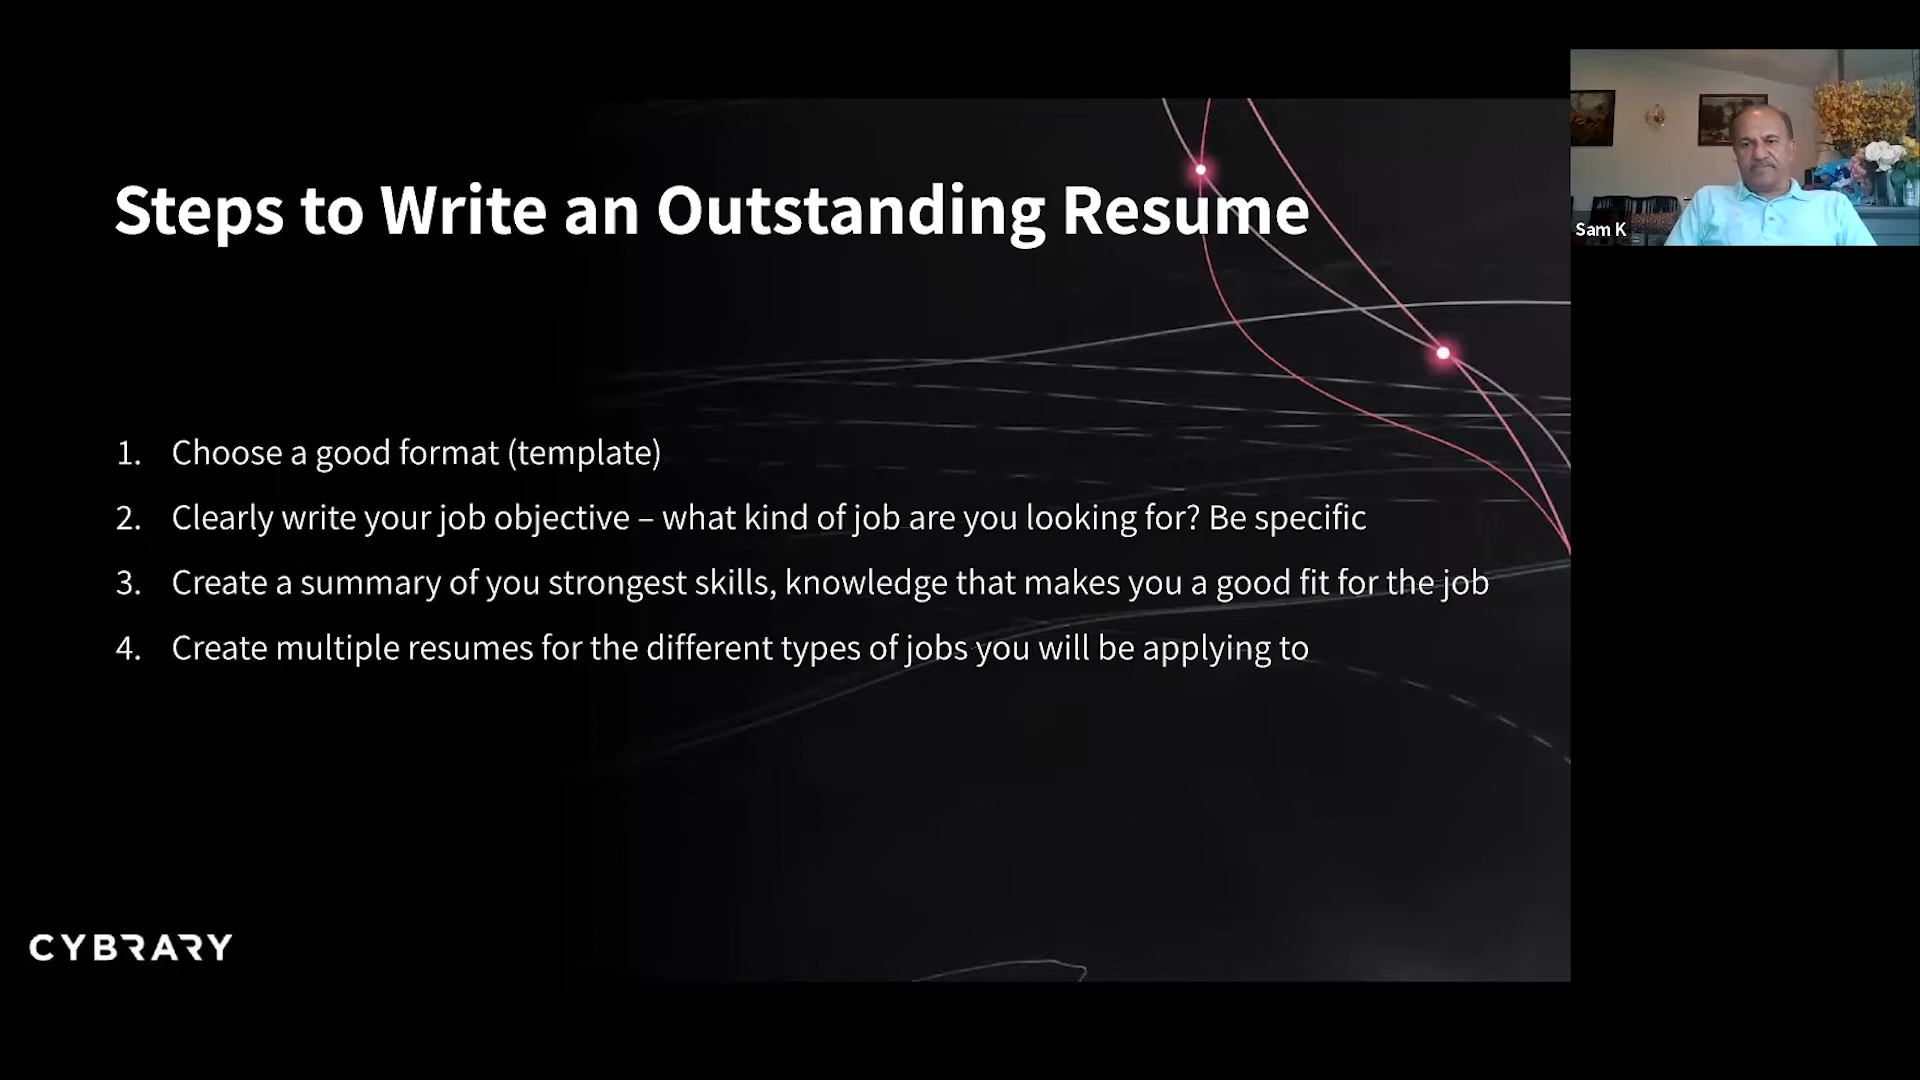 Steps to Write an Outstanding Resume
1. Choose a good format (template)
2. Clearly write your job objective – what kind of job are you looking for? Be specific
3. Create a summary of you strongest skills, knowledge that makes you a good fit for the job
4. Create multiple resumes for the different types of jobs you will be applying to
CYBRARY
Sam K